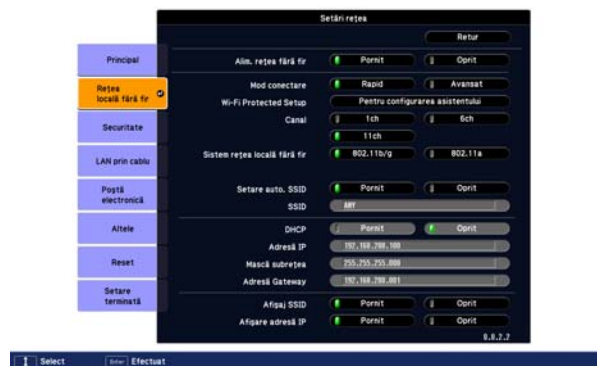 Setări rețea
Retur
Principal
Alim. rețea fără fir Pornit Oprit
Rețea
locală fără fir
Mod conectare Rapid Avansat
Wi-Fi Protected Setup Pentru configurarea asistentului
Securitate
Canal 1ch 6ch
11ch
LAN prin cablu
Sistem rețea locală fără fir 802.11b/g 802.11a
Poștă
electronică
Setare auto. SSID Pornit Oprit
SSID ANY
Altele
DHCP Pornit Oprit
Adresă IP 192.168.200.100
Reset
Mască subrețea 255.255.255.000
Adresă Gateway 192.168.200.001
Setare
terminată
Afișaj SSID Pornit Oprit
Afișare adresă IP Pornit Oprit
0.0.2.2
Select Enter Efectuat